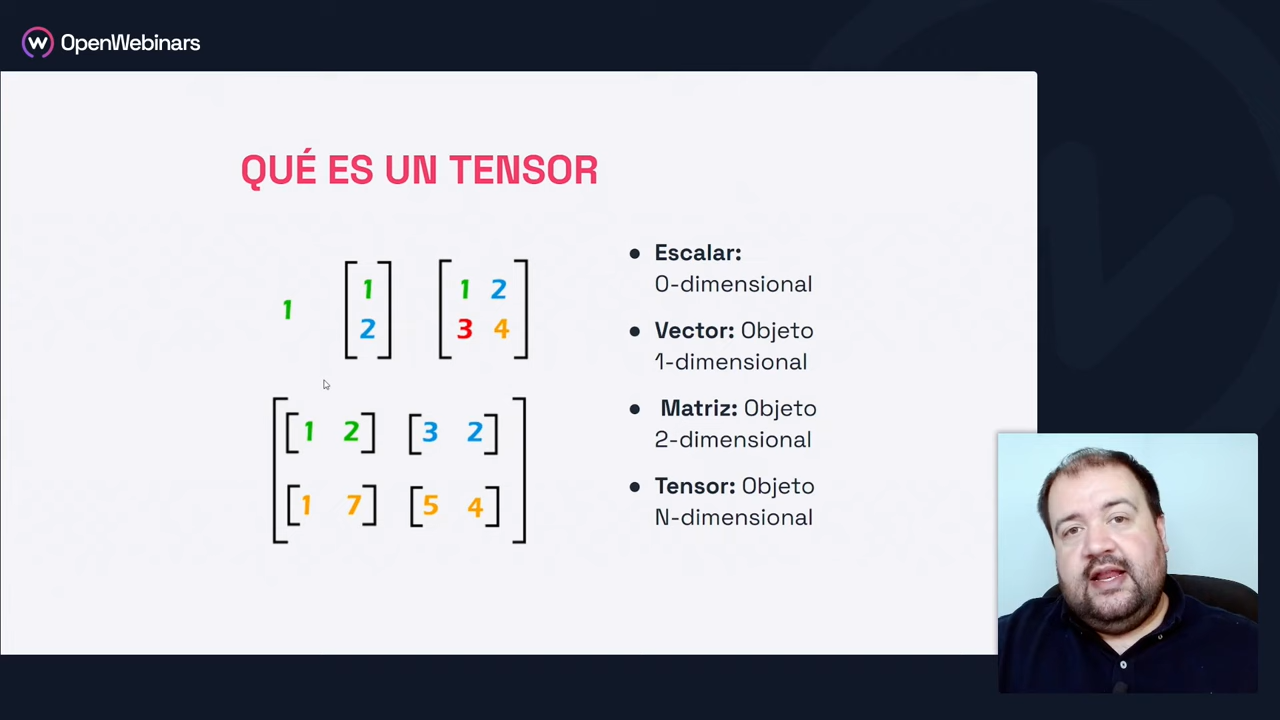 OpenWebinars
QUÉ ES UN TENSOR
1
1
2
1 2
3 4
1 2 3 2
1 7 5 4
Escalar:
0-dimensional
Vector: Objeto
1-dimensional
Matriz: Objeto
2-dimensional
Tensor: Objeto
N-dimensional